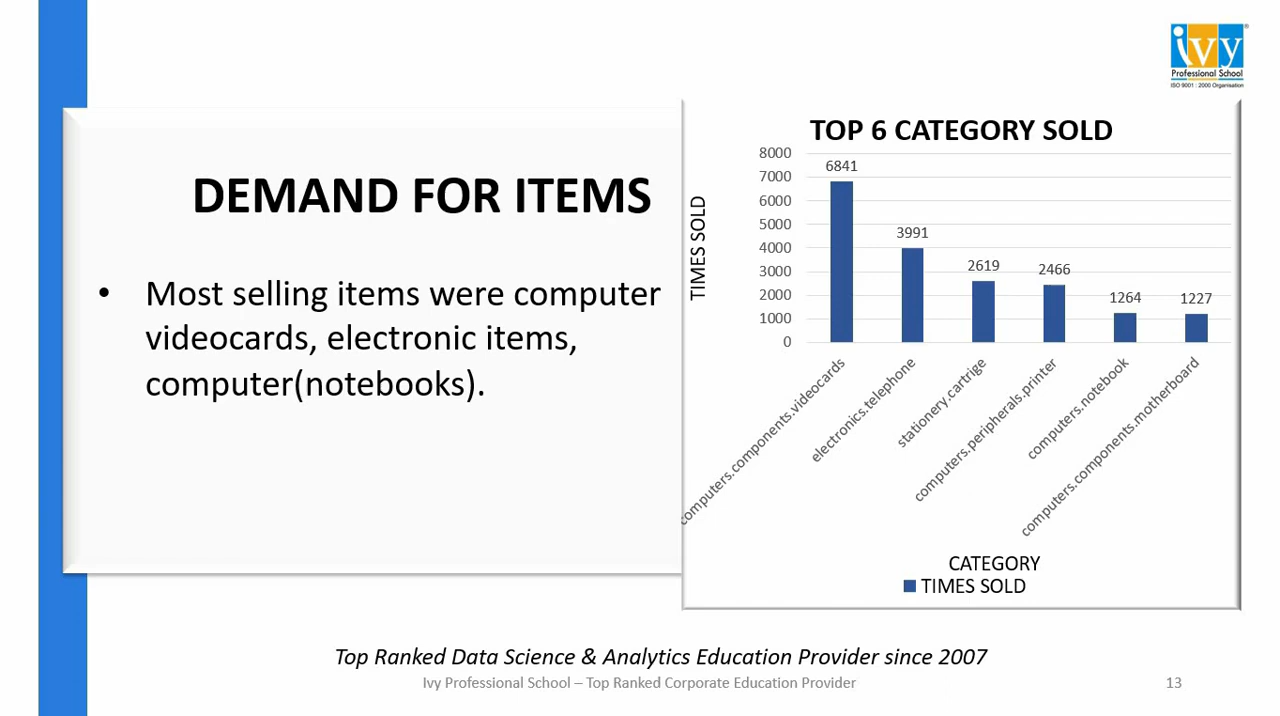 ivy
Professional School
ISO 9001 : 2000 Organisation
DEMAND FOR ITEMS
• Most selling items were computer
videocards, electronic items,
computer(notebooks).
TOP 6 CATEGORY SOLD
TIMES SOLD
8000
7000
6000
5000
4000
3000
2000
1000
0
6841
3991
2619
2466
1264
1227
computers.components.videocards
electronics.telephone
stationery.cartrige
computers.peripherals.printer
computers.notebook
computers.components.motherboard
CATEGORY
TIMES SOLD
Top Ranked Data Science & Analytics Education Provider since 2007
Ivy Professional School – Top Ranked Corporate Education Provider
13